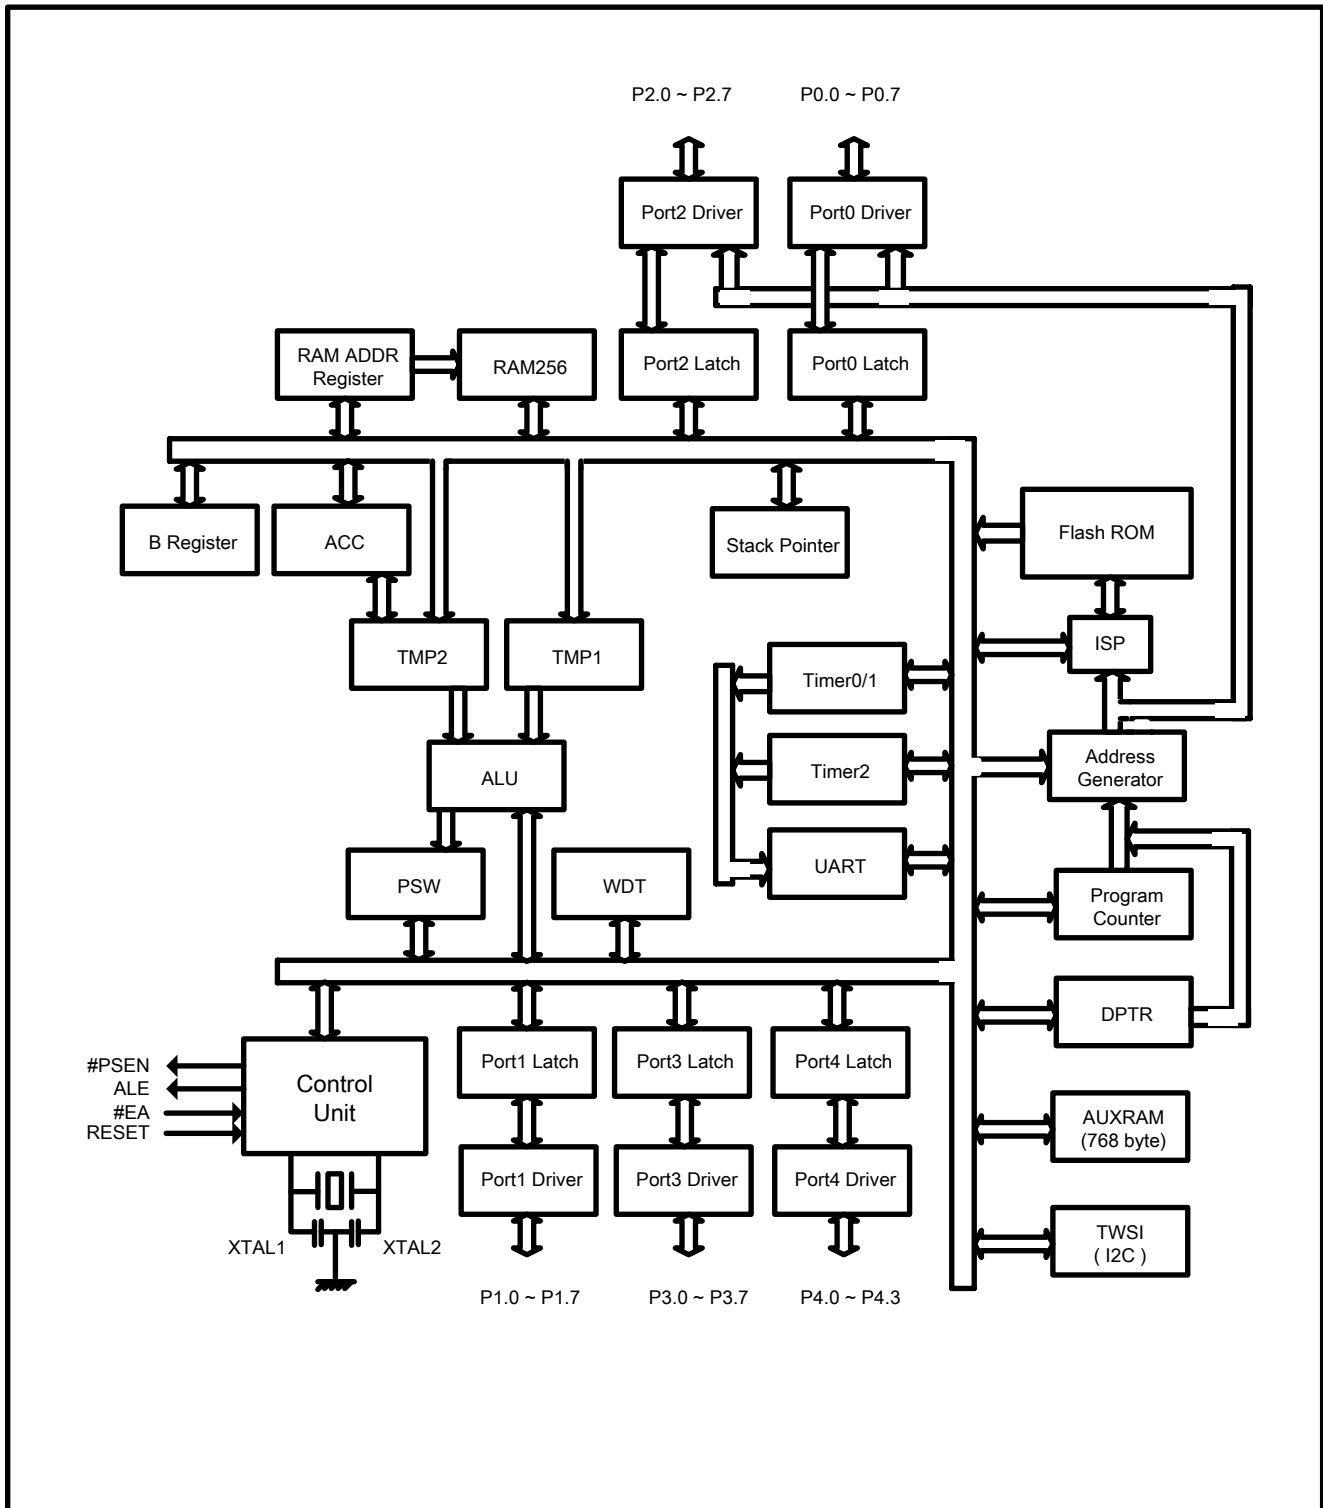 P2.0 ~ P2.7
P0.0 ~ P0.7
Port2 Driver
Port0 Driver
RAM ADDR
Register
RAM256
Port2 Latch
Port0 Latch
B Register
ACC
Stack Pointer
Flash ROM
TMP2
TMP1
ISP
Timer0/1
ALU
Timer2
Address
Generator
PSW
WDT
UART
Program
Counter
DPTR
#PSEN
ALE
#EA
RESET
Control
Unit
Port1 Latch
Port3 Latch
Port4 Latch
AUXRAM
(768 byte)
Port1 Driver
Port3 Driver
Port4 Driver
XTAL1
XTAL2
TWSI
( I2C )
P1.0 ~ P1.7
P3.0 ~ P3.7
P4.0 ~ P4.3